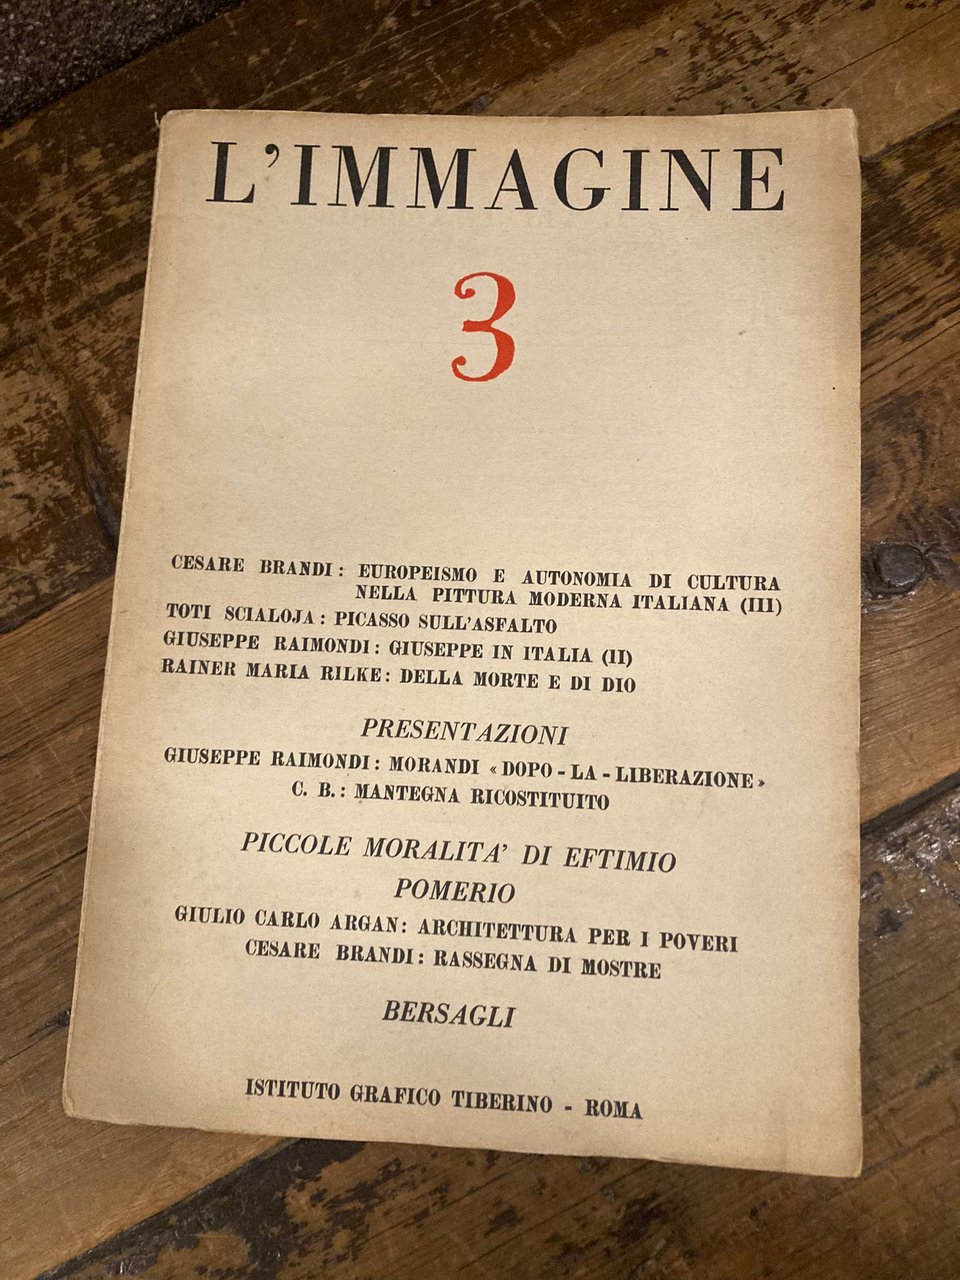 L'IMMAGINE
3
CESARE BRANDI: EUROPEISMO E AUTONOMIA DI CULTURA
NELLA PITTURA MODERNA ITALIANA (III)
TOTI SCIALOJA: PICASSO SULL'ASFALTO
GIUSEPPE RAIMONDI: GIUSEPPE IN ITALIA (II)
RAINER MARIA RILKE: DELLA MORTE E DI DIO
PRESENTAZIONI
GIUSEPPE RAIMONDI: MORANDI «DOPO-LA-LIBERAZIONE»
C. B.: MANTEGNA RICOSTITUITO
PICCOLE MORALITA' DI EFTIMIO
POMERIO
GIULIO CARLO ARGAN: ARCHITETTURA PER I POVERI
CESARE BRANDI: RASSEGNA DI MOSTRE
BERSAGLI
ISTITUTO GRAFICO TIBERINO - ROMA